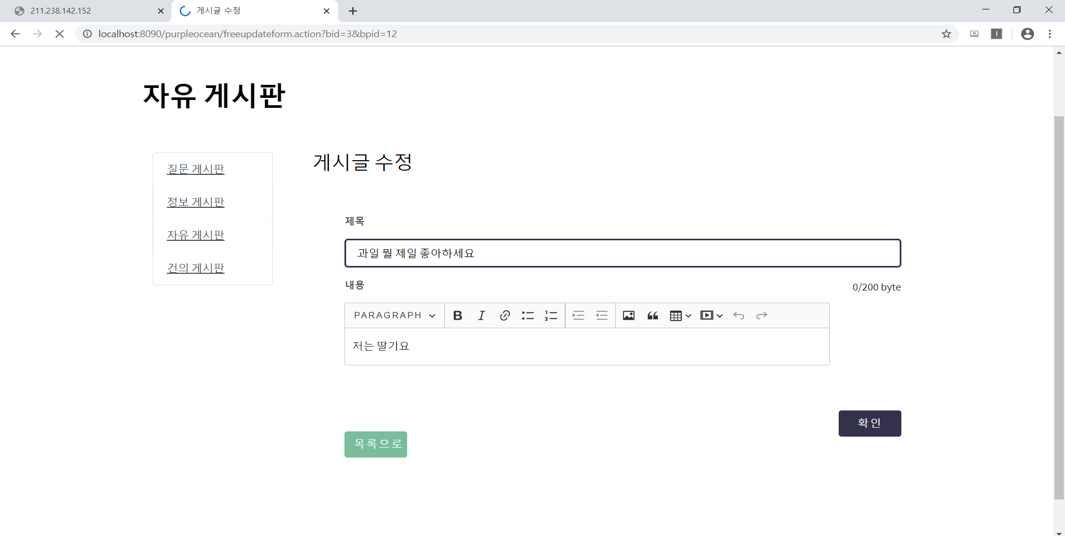 211.238.142.152
게시글 수정
localhost:8090/purpleocean/freeupdateform.action?bid=3&bpid=12
자유 게시판
질문 게시판
정보 게시판
자유 게시판
건의 게시판
게시글 수정
제목
과일 뭘 제일 좋아하세요
내용
0/200 byte
PARAGRAPH
저는 딸기요
확인
목록으로